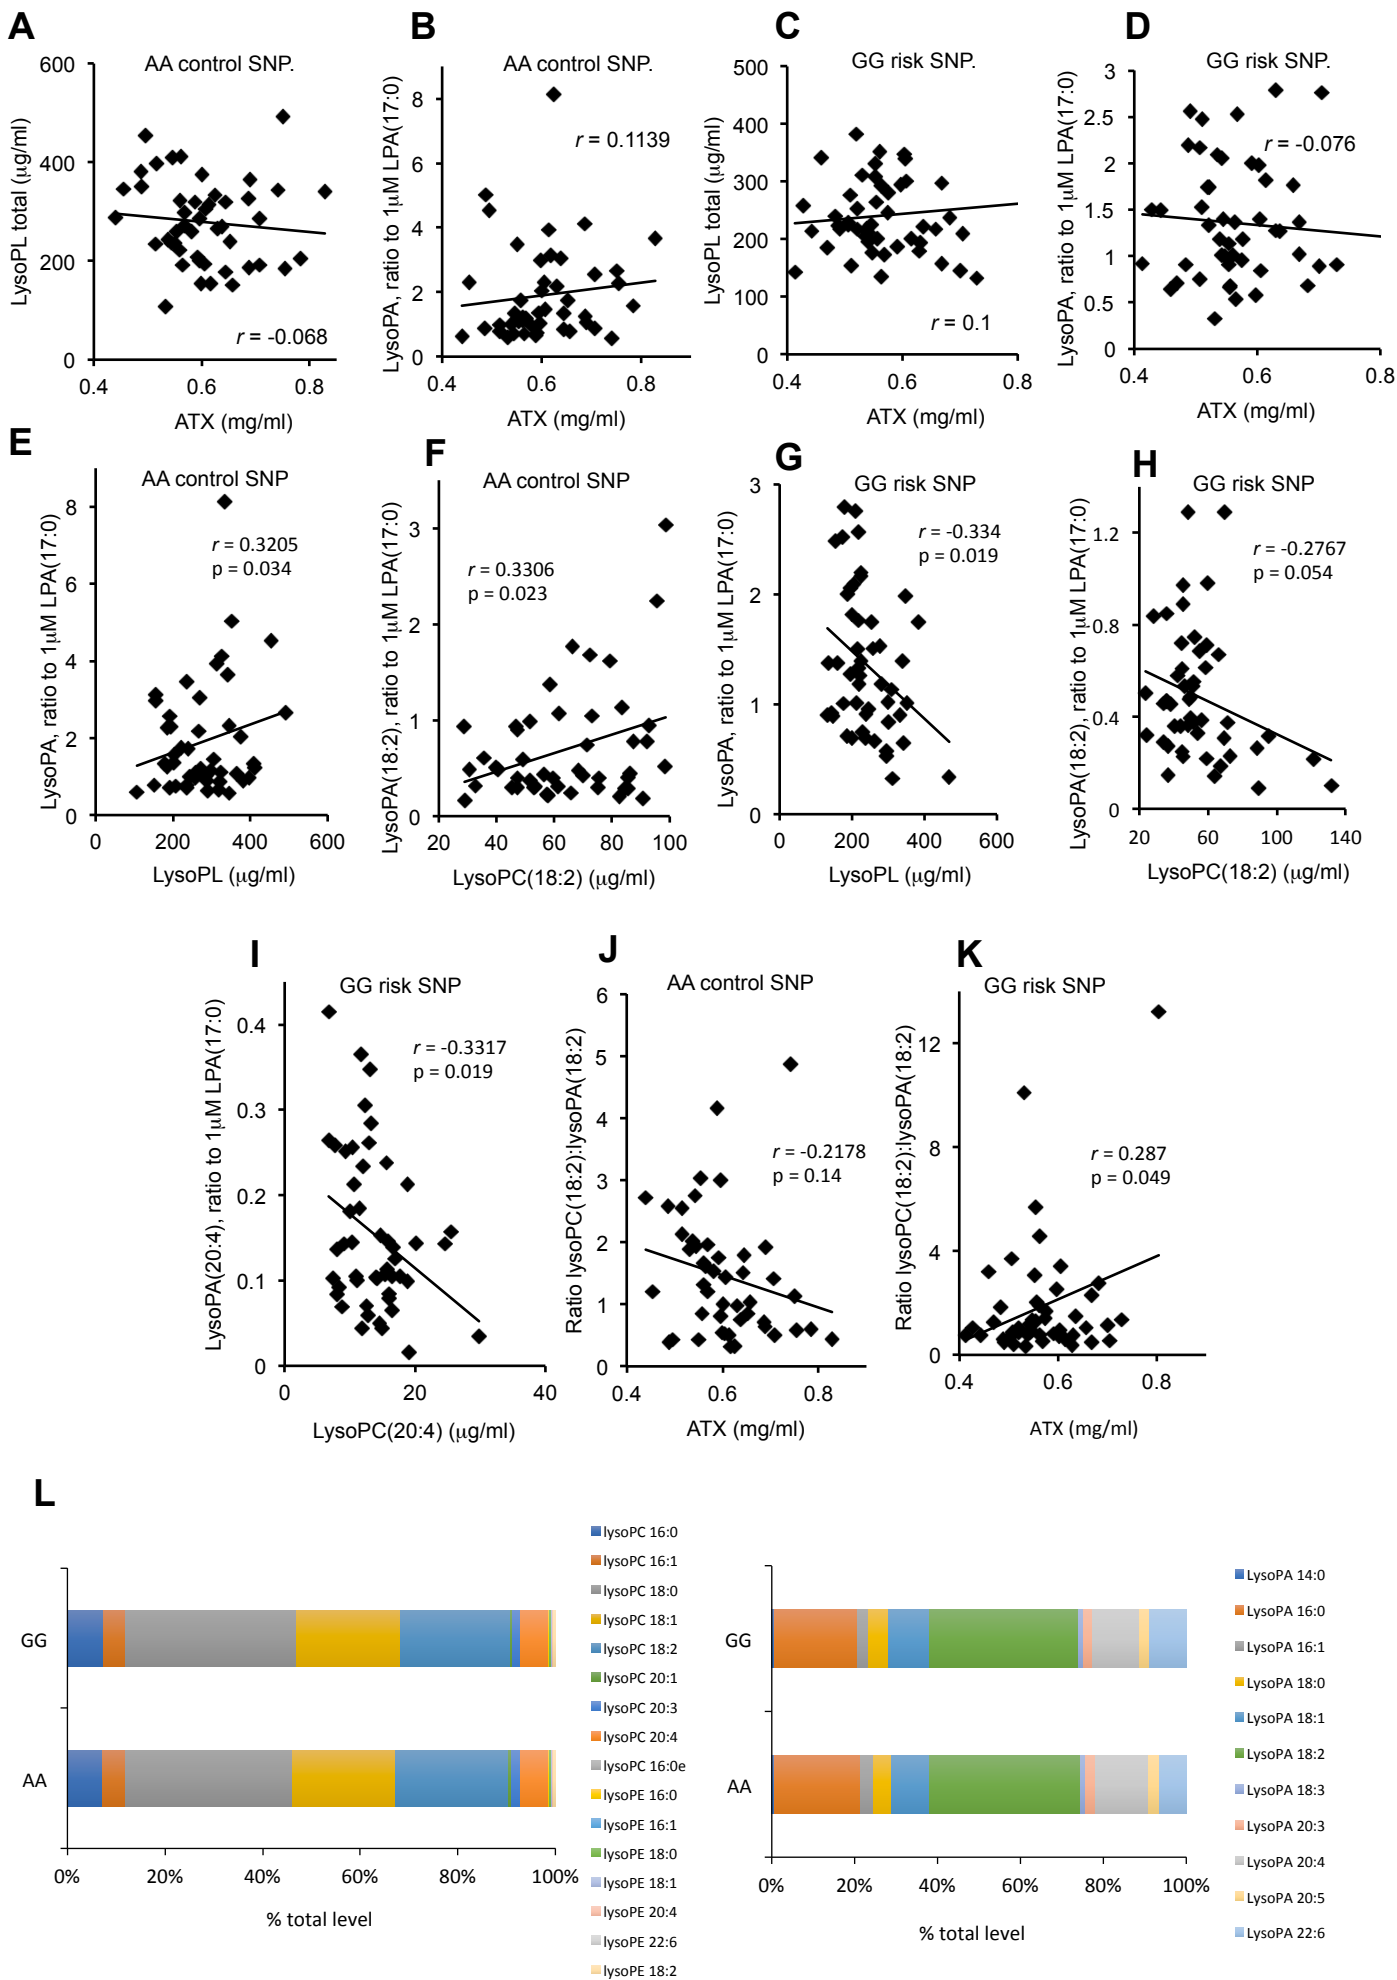 A
AA control SNP.
LysoPL total (μg/ml)
600
400
200
0
0.4
0.6
0.8
r = -0.068
ATX (mg/ml)
B
AA control SNP.
LysoPA, ratio to 1μM LPA(17:0)
8
6
4
2
0
0.4
0.6
0.8
r = 0.1139
ATX (mg/ml)
C
GG risk SNP.
LysoPL total (μg/ml)
500
400
300
200
100
0
0.4
0.6
0.8
r = 0.1
ATX (mg/ml)
D
GG risk SNP.
LysoPA, ratio to 1μM LPA(17:0)
3
2.5
2
1.5
1
0.5
0
0.4
0.6
0.8
r = -0.076
ATX (mg/ml)
E
AA control SNP
LysoPA, ratio to 1μM LPA(17:0)
8
6
4
2
0
0
200
400
600
r = 0.3205
p = 0.034
LysoPL (μg/ml)
F
AA control SNP
LysoPA(18:2), ratio to 1μM LPA(17:0)
3
2
1
0
20
40
60
80
100
r = 0.3306
p = 0.023
LysoPC(18:2) (μg/ml)
G
GG risk SNP
LysoPA, ratio to 1μM LPA(17:0)
3
2
1
0
0
200
400
600
r = -0.334
p = 0.019
LysoPL (μg/ml)
H
GG risk SNP
LysoPA(18:2), ratio to 1μM LPA(17:0)
1.2
0.8
0.4
0
20
60
100
140
r = -0.2767
p = 0.054
LysoPC(18:2) (μg/ml)
I
GG risk SNP
LysoPA(20:4), ratio to 1μM LPA(17:0)
0.4
0.3
0.2
0.1
0
0
20
40
r = -0.3317
p = 0.019
LysoPC(20:4) (μg/ml)
J
AA control SNP
Ratio lysoPC(18:2):lysoPA(18:2)
6
5
4
3
2
1
0
0.4
0.6
0.8
r = -0.2178
p = 0.14
ATX (mg/ml)
K
GG risk SNP
Ratio lysoPC(18:2):lysoPA(18:2)
12
8
4
0
0.4
0.6
0.8
r = 0.287
p = 0.049
ATX (mg/ml)
L
GG
AA
0%
20%
40%
60%
80%
100%
% total level
lysoPC 16:0
lysoPC 16:1
lysoPC 18:0
lysoPC 18:1
lysoPC 18:2
lysoPC 20:1
lysoPC 20:3
lysoPC 20:4
lysoPC 16:0e
lysoPE 16:0
lysoPE 16:1
lysoPE 18:0
lysoPE 18:1
lysoPE 20:4
lysoPE 22:6
lysoPE 18:2
GG
AA
0%
20%
40%
60%
80%
100%
% total level
LysoPA 14:0
LysoPA 16:0
LysoPA 16:1
LysoPA 18:0
LysoPA 18:1
LysoPA 18:2
LysoPA 18:3
LysoPA 20:3
LysoPA 20:4
LysoPA 20:5
LysoPA 22:6